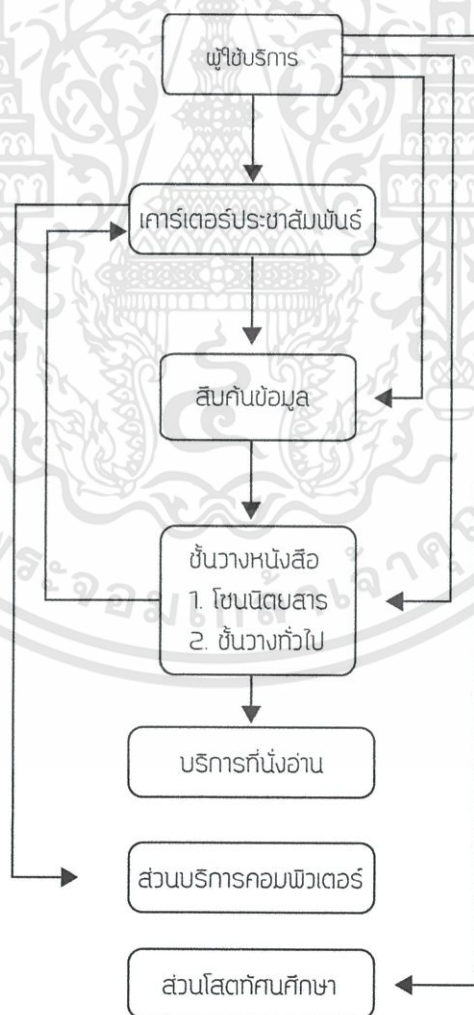 ผู้ใช้บริการ
เคาร์เตอร์ประชาสัมพันธ์
สืบค้นข้อมูล
ชั้นวางหนังสือ
1. โซนนิตยสาร
2. ชั้นวางทั่วไป
บริการที่นั่งอ่าน
ส่วนบริการคอมพิวเตอร์
ส่วนโสตทัศนศึกษา